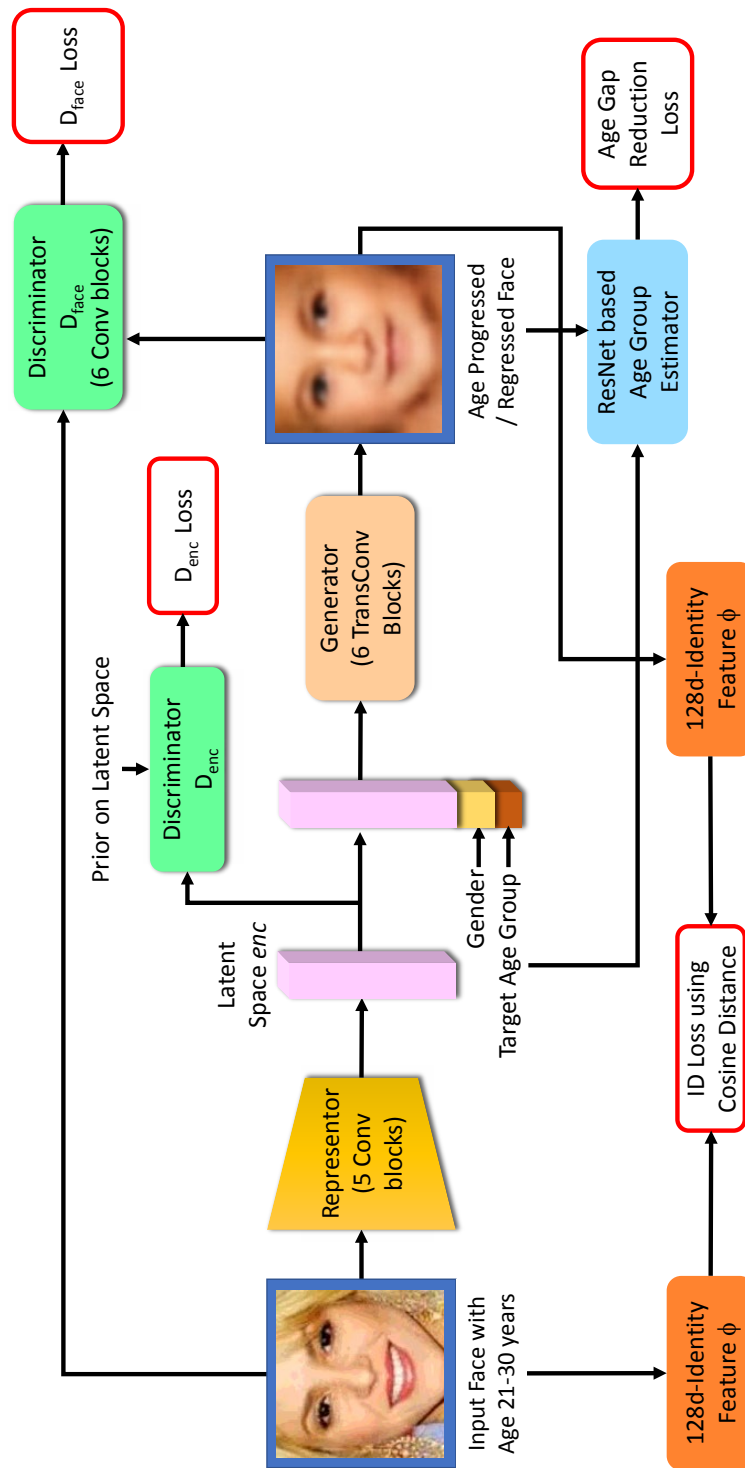 D_face Loss
Discriminator
D_face
(6 Conv blocks)
Prior on Latent Space
Discriminator
D_enc
D_enc Loss
Latent
Space enc
Representor
(5 Conv
blocks)
Generator
(6 TransConv
Blocks)
Gender
Target Age Group
Input Face with
Age 21-30 years
Age Progressed
/ Regressed Face
ResNet based
Age Group
Estimator
Age Gap
Reduction
Loss
128d-Identity
Feature ϕ
ID Loss using
Cosine Distance
128d-Identity
Feature ϕ